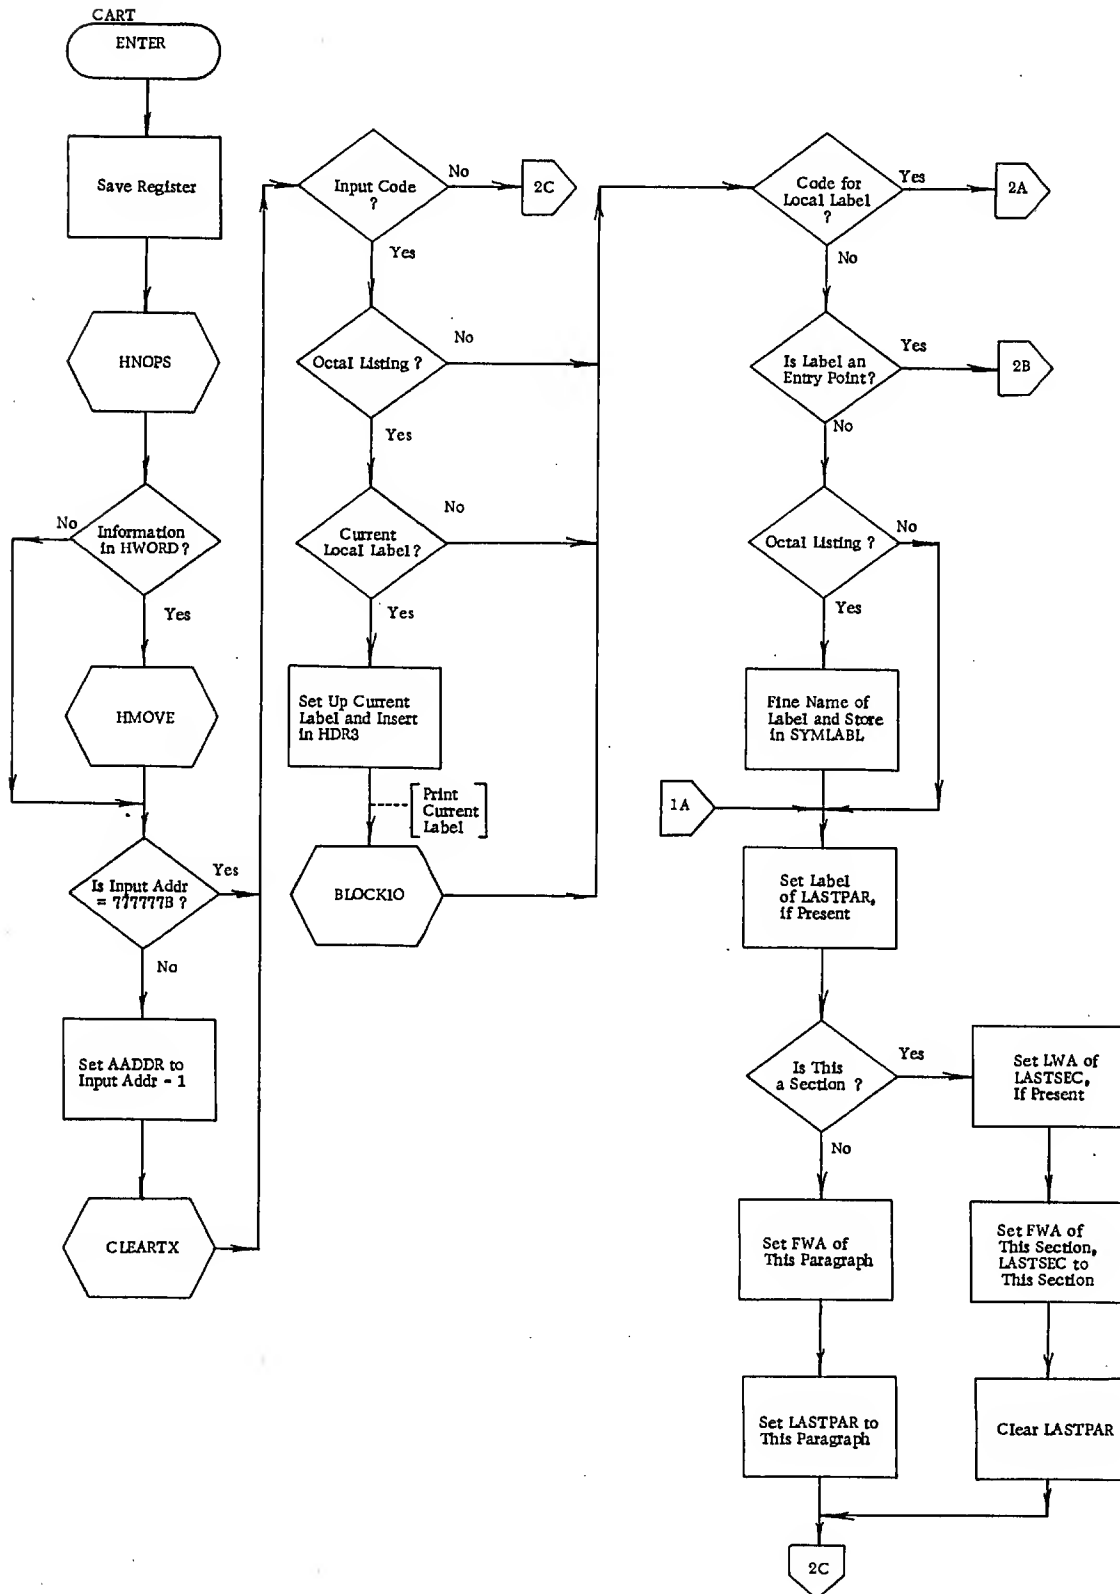 CART
ENTER
Save Register
HNOPS
No
Information
in HWORD ?
Yes
HMOVE
Is Input Addr
= 777777B ?
Yes
No
Set AADDR to
Input Addr - 1
CLEARTX
Input Code
?
No
2C
Yes
Octal Listing ?
No
Yes
Current
Local Label?
No
Yes
Set Up Current
Label and Insert
in HDR3
Print
Current
Label
BLOCK1O
Code for
Local Label
?
Yes
2A
No
Is Label an
Entry Point?
Yes
2B
No
Octal Listing ?
No
Yes
Fine Name of
Label and Store
in SYMLABL
1A
Set Label
of LASTPAR,
if Present
Is This
a Section ?
Yes
Set LWA of
LASTSEC,
If Present
No
Set FWA of
This Paragraph
Set FWA of
This Section,
LASTSEC to
This Section
Set LASTPAR to
This Paragraph
Clear LASTPAR
2C